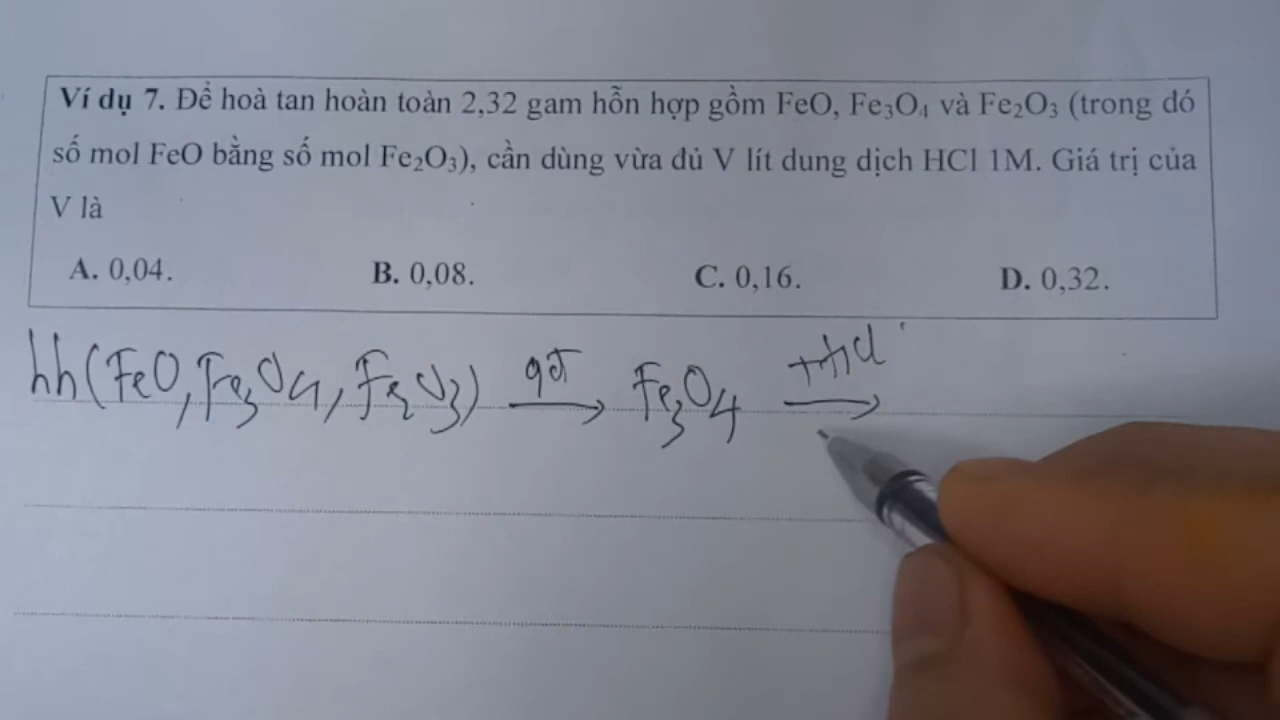 Ví dụ 7. Để hoà tan hoàn toàn 2,32 gam hỗn hợp gồm FeO, Fe₃O₄ và Fe₂O₃ (trong đó
số mol FeO bằng số mol Fe₂O₃), cần dùng vừa đủ V lít dung dịch HCl 1M. Giá trị của
V là
A. 0,04. B. 0,08. C. 0,16. D. 0,32.
hh(FeO, Fe₃O₄, Fe₂O₃) qđ → Fe₃O₄ +HCl →